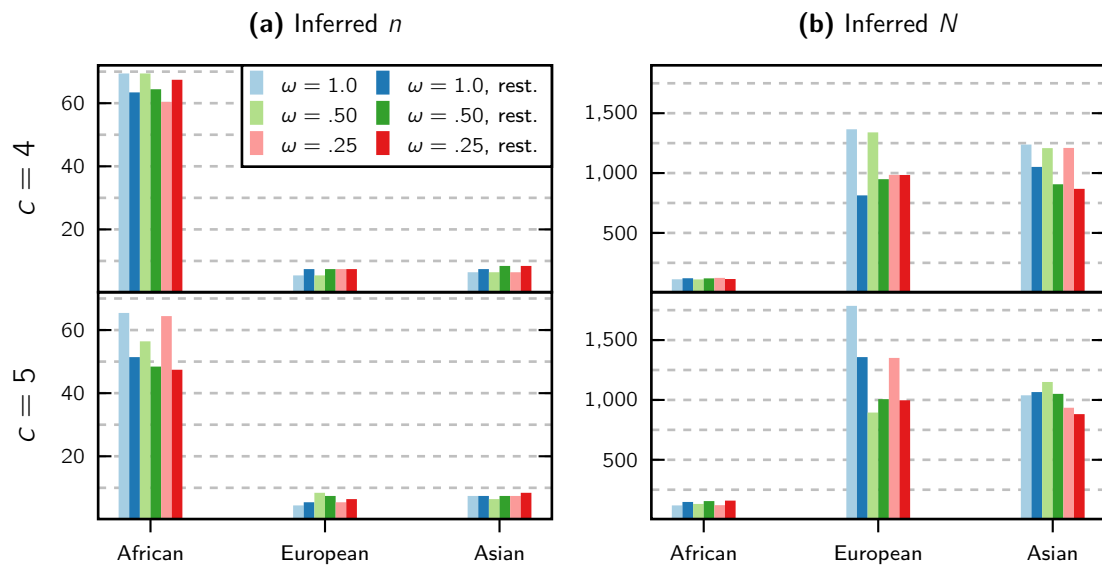 (a) Inferred n
(b) Inferred N
ω = 1.0 ω = 1.0, rest.
ω = .50 ω = .50, rest.
ω = .25 ω = .25, rest.
c = 4
60
40
20
1,500
1,000
500
c = 5
60
40
20
1,500
1,000
500
African European Asian
African European Asian